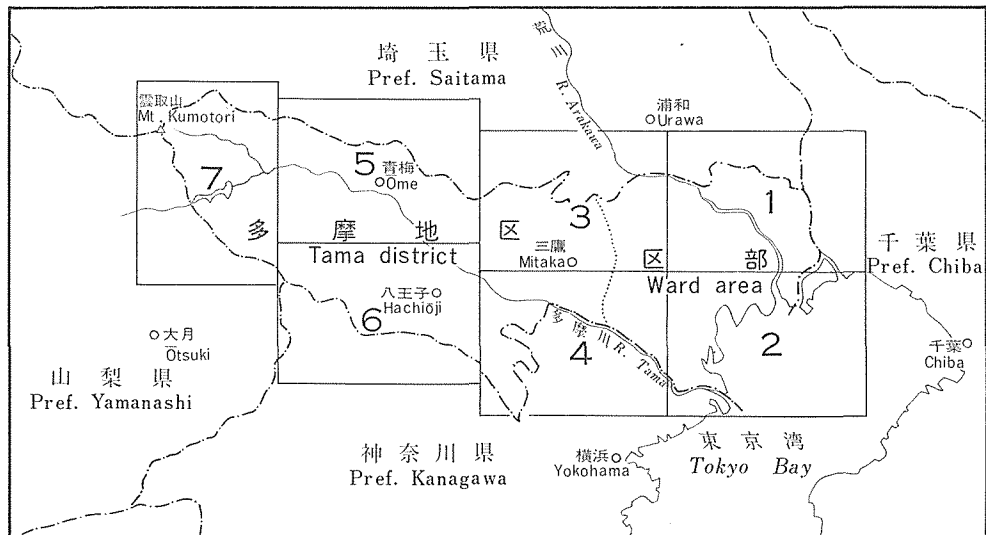 埼玉県
Pref. Saitama
荒川 R. Arakawa
浦和
Urawa
雲取山
Mt. Kumotori
5
青梅
Ōme
7
3
1
多摩地区
Tama district
三鷹
Mitaka
区部
Ward area
千葉県
Pref. Chiba
八王子
Hachiōji
6
大月
Ōtsuki
4
多摩川 R. Tama
2
千葉
Chiba
山梨県
Pref. Yamanashi
神奈川県
Pref. Kanagawa
横浜
Yokohama
東京湾
Tokyo Bay